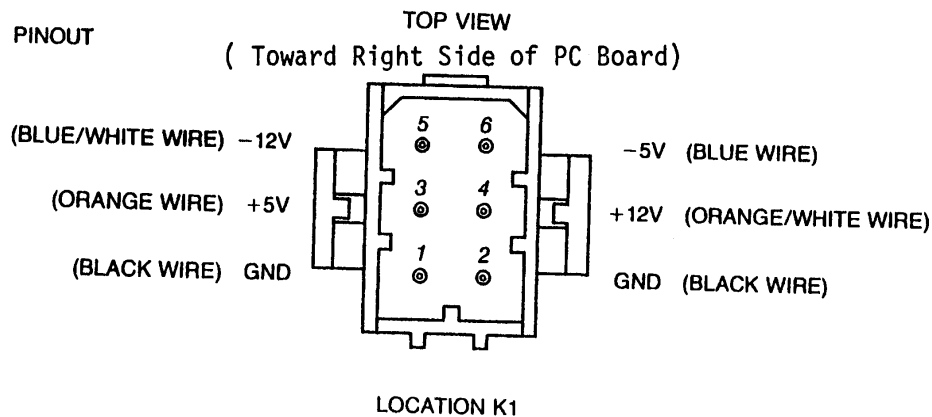 PINOUT
TOP VIEW
( Toward Right Side of PC Board)
(BLUE/WHITE WIRE) −12V
5 6
−5V (BLUE WIRE)
(ORANGE WIRE) +5V
3 4
+12V (ORANGE/WHITE WIRE)
(BLACK WIRE) GND
1 2
GND (BLACK WIRE)
LOCATION K1